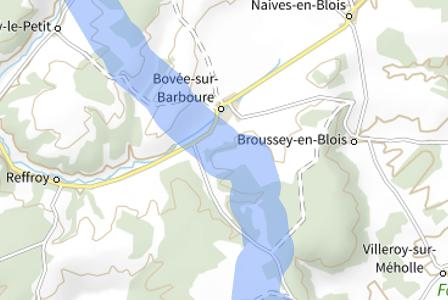 Naives-en-Blois
y-le-Petit
Bovée-sur-
Barboure
Broussey-en-Blois
Reffroy
Villeroy-sur-
Méholle